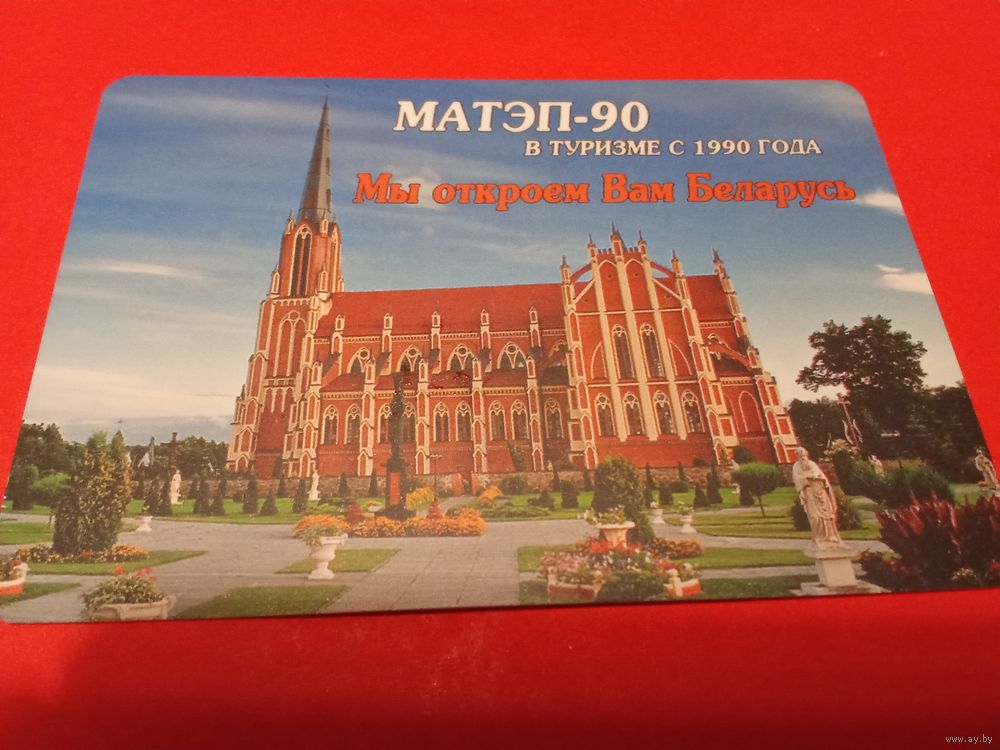 МАТЭП-90
В ТУРИЗМЕ С 1990 ГОДА
Мы откроем Вам Беларусь
www.ay.by